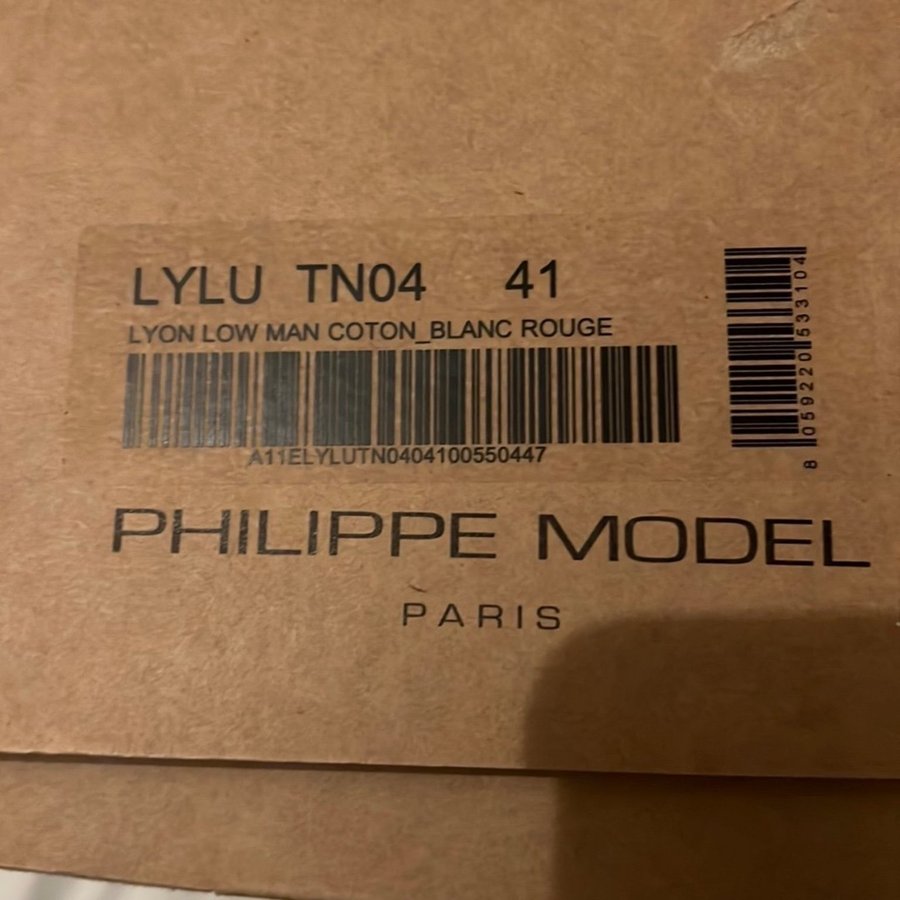 LYLU TN04 41
LYON LOW MAN COTON_BLANC ROUGE
A11ELYLUTN0404100550447
8 059220 533104
PHILIPPE MODEL
PARIS